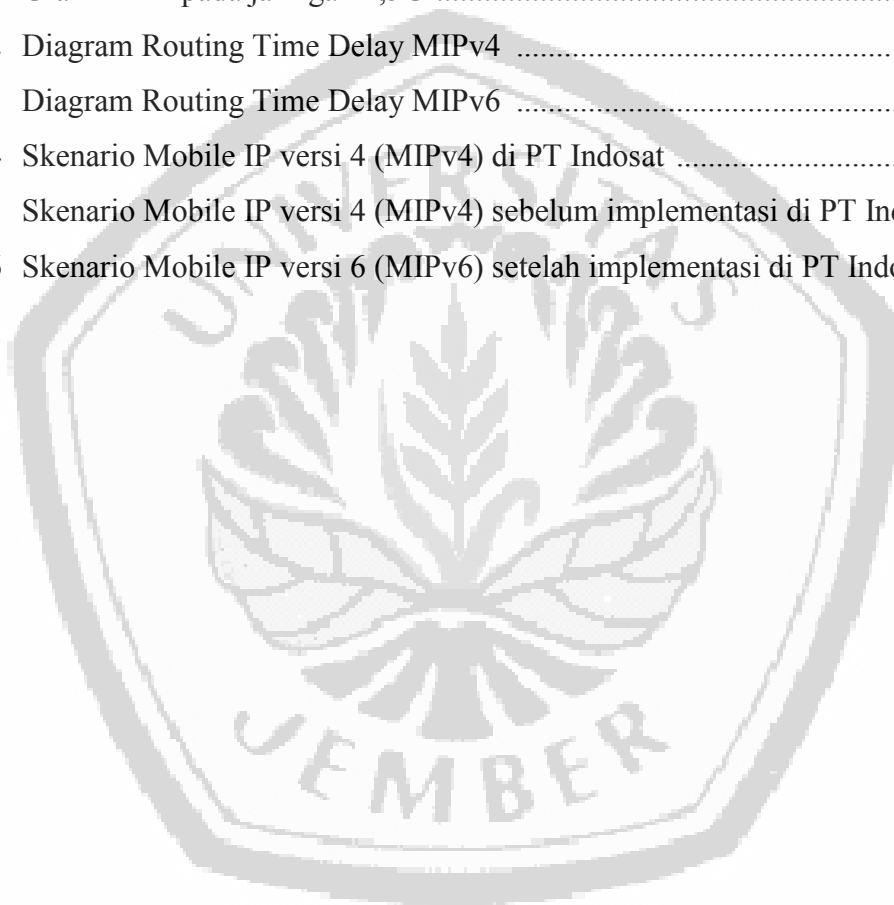 pada
Diagram Routing Time Delay MIPv4 ........................................................
Diagram Routing Time Delay MIPv6 ........................................................
Skenario Mobile IP versi 4 (MIPv4) di PT Indosat ................................
Skenario Mobile IP versi 4 (MIPv4) sebelum implementasi di PT
Skenario Mobile IP versi 6 (MIPv6) setelah implementasi di PT
UNIVERSITAS
JEMBER